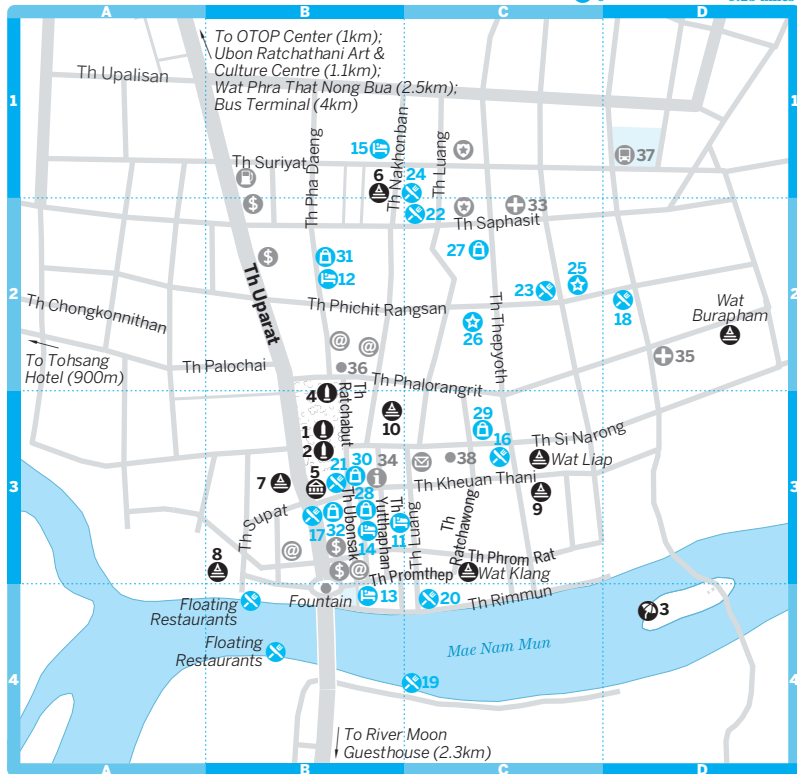 A
B
C
D
To OTOP Center (1km);
Ubon Ratchathani Art &
Culture Centre (1.1km);
Wat Phra That Nong Bua (2.5km);
Bus Terminal (4km)
Th Upalisan
1
1
15
6
24
Th Luang
37
Th Suriyat
Th Pha Daeng
Th Nakhonban
22
33
Th Saphasit
$
$
31
27
12
25
23
18
2
2
Th Uparat
Th Chongkonnithan
Th Phichit Rangsan
26
Th Thepyoth
Wat
Burapham
To Tohsang
Hotel (900m)
Th Palochai
@
@
36
35
Th Phalorangrit
4
Th
Ratchabut
10
1
2
29
16
Th Si Narong
Wat Liap
5
21
30
34
38
7
Th Kheuan Thani
3
3
9
28
Th Supat
17
32
Th Ubonsak
14
Yutthaphan
11
Th Luang
Th
Ratchawong
8
@
$
$
@
Th Phrom Rat
Wat Klang
Th Promthep
Fountain
13
20
Th Rimmun
3
Floating
Restaurants
Floating
Restaurants
Mae Nam Mun
19
4
4
To River Moon
Guesthouse (2.3km)
A
B
C
D